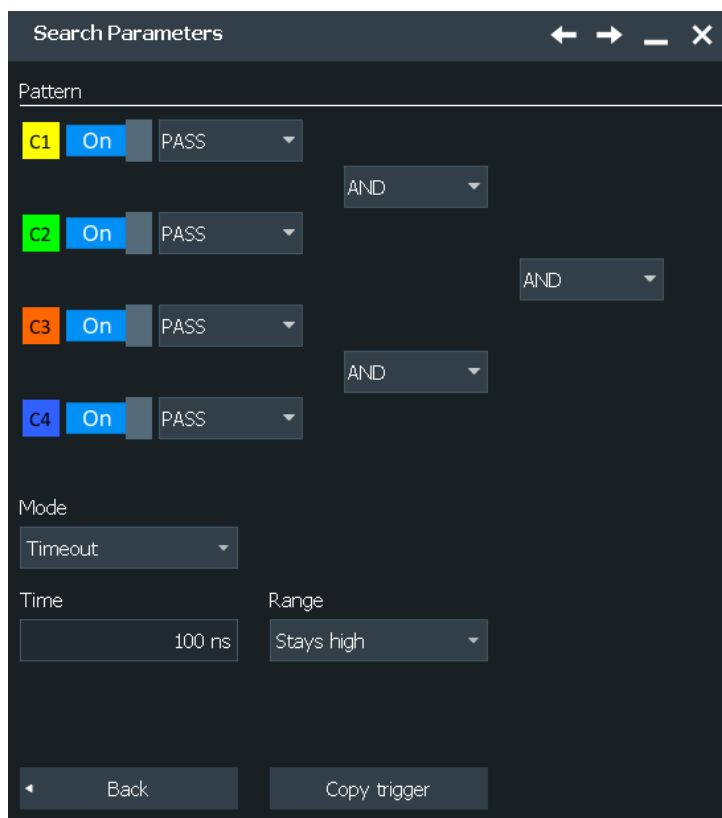 Search Parameters
Pattern
C1 On PASS
AND
C2 On PASS
AND
C3 On PASS
AND
C4 On PASS
Mode
Timeout
Time Range
100 ns Stays high
Back Copy trigger